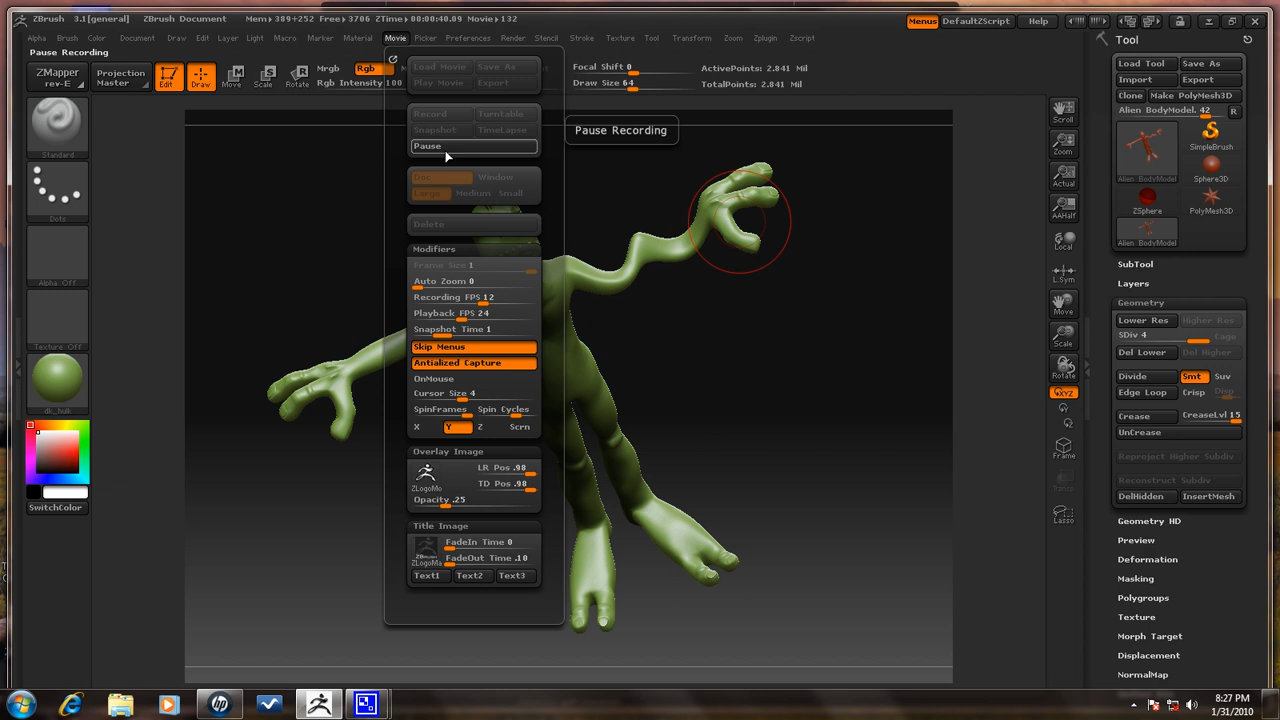 ZBrush 3.1[general] ZBrush Document Mem▸389+252 Free▸3706 ZTime▸00:00:40.09 Movie▸132 Menus DefaultZScript Help
Alpha Brush Color Document Draw Edit Layer Light Macro Marker Material Movie Picker Preferences Render Stencil Stroke Texture Tool Transform Zoom Zplugin Zscript
Pause Recording
ZMapper
rev-E
Projection
Master
Edit Draw Move Scale Rotate
Mrgb Rgb
Rgb Intensity 100
Focal Shift 0
Draw Size 64
ActivePoints: 2.841 Mil
TotalPoints: 2.841 Mil
Standard
Dots
Alpha Off
Texture Off
dk_hulk
SwitchColor
Load Movie Save As
Play Movie Export
Record Turntable
Snapshot TimeLapse
Pause
Doc Window
Large Medium Small
Delete
Modifiers
Frame Size 1
Auto Zoom 0
Recording FPS 12
Playback FPS 24
Snapshot Time 1
Skip Menus
Antialized Capture
OnMouse
Cursor Size 4
SpinFrames Spin Cycles
X Y Z Scrn
Overlay Image
LR Pos .98
TD Pos .98
ZLogoMo
Opacity .25
Title Image
FadeIn Time 0
FadeOut Time .10
ZBrush
ZLogoMa
Text1 Text2 Text3
Pause Recording
Scroll
Zoom
Actual
AAHalf
Local
L.Sym
Move
Scale
Rotate
XYZ
Frame
Transp
Lasso
Tool
Load Tool Save As
Import Export
Clone Make PolyMesh3D
Alien BodyModel. 42 R
Alien BodyModel
SimpleBrush
Sphere3D
ZSphere
PolyMesh3D
Alien BodyModel
SubTool
Layers
Geometry
Lower Res Higher Res
SDiv 4 Cage
Del Lower Del Higher
Divide Smt Suv
Edge Loop Crisp Disp
Crease CreaseLvl 15
UnCrease
Reproject Higher Subdiv
Reconstruct Subdiv
DelHidden InsertMesh
Geometry HD
Preview
Deformation
Masking
Polygroups
Texture
Morph Target
Displacement
NormalMap
hp
8:27 PM
1/31/2010